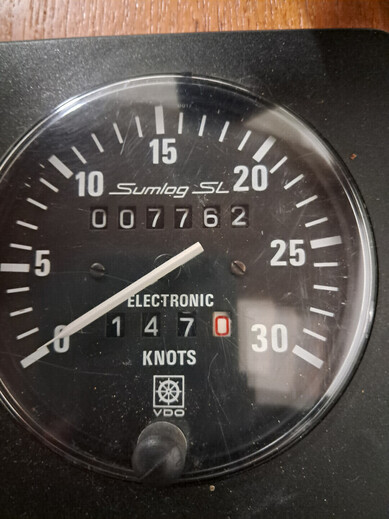 15
10 Sumlog SL 20
007762
5 25
ELECTRONIC
0 1470 30
KNOTS
VDO